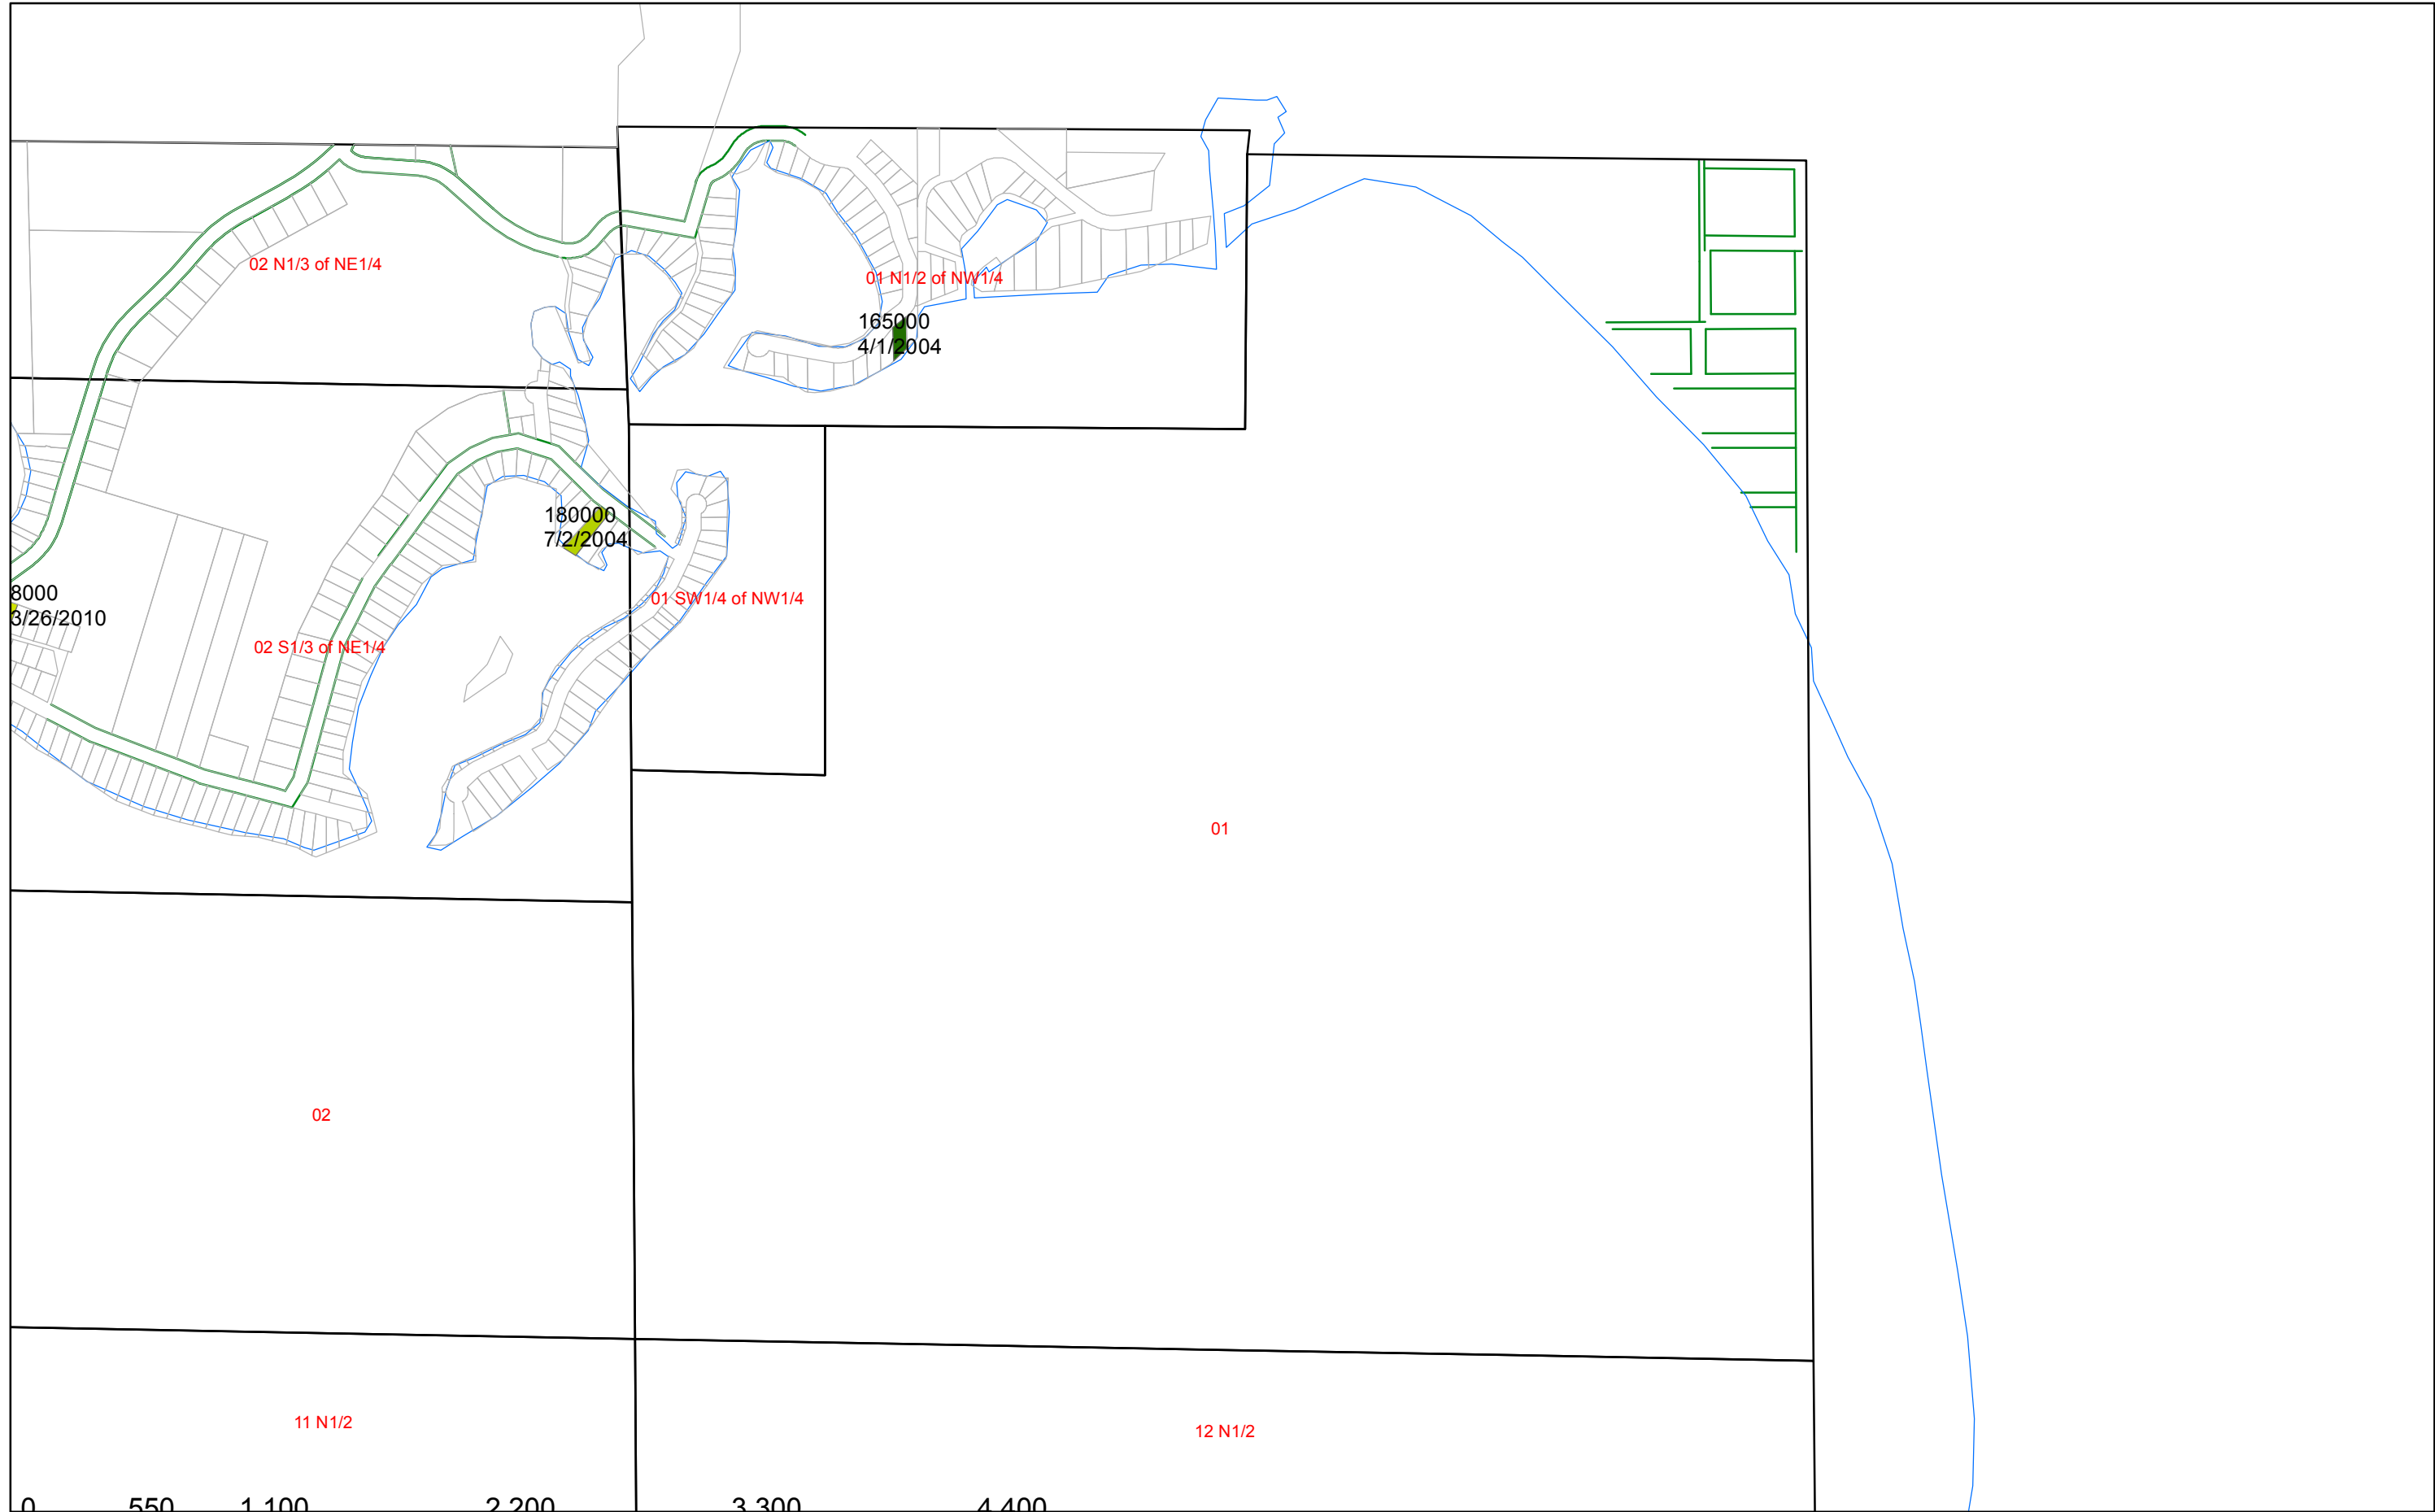 02 N1/3 of NE1/4
01 N1/2 of NW1/4
165000
4/1/2004
180000
7/2/2004
8000
3/26/2010
01 SW1/4 of NW1/4
02 S1/3 of NE1/4
01
02
11 N1/2
12 N1/2
0 550 1,100 2,200 3,300 4,400